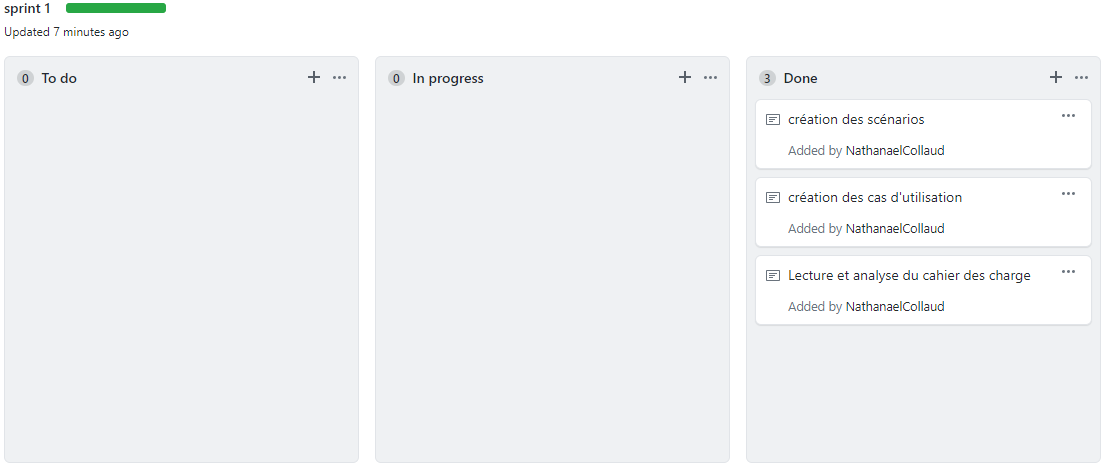 sprint 1
Updated 7 minutes ago
0 To do
0 In progress
3 Done
création des scénarios
Added by NathanaelCollaud
création des cas d'utilisation
Added by NathanaelCollaud
Lecture et analyse du cahier des charge
Added by NathanaelCollaud